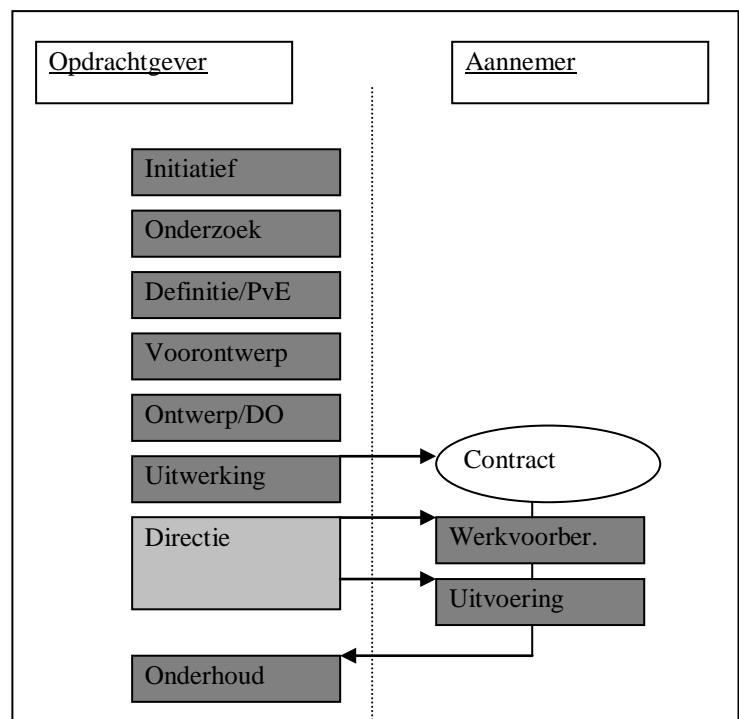 Opdrachtgever
Aannemer
Initiatief
Onderzoek
Definitie/PvE
Voorontwerp
Ontwerp/DO
Uitwerking
Contract
Directie
Werkvoorber.
Uitvoering
Onderhoud